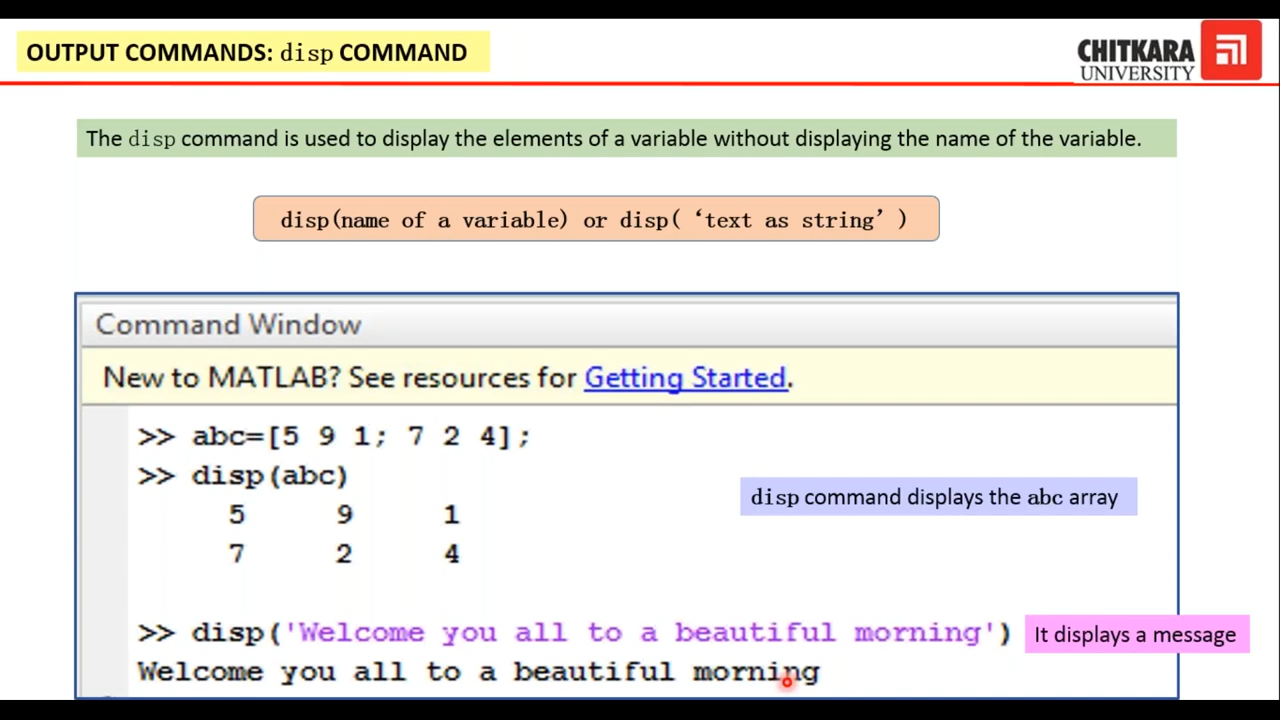 OUTPUT COMMANDS: disp COMMAND
CHITKARA
UNIVERSITY
The disp command is used to display the elements of a variable without displaying the name of the variable.
disp(name of a variable) or disp( ‘text as string’ )
Command Window
New to MATLAB? See resources for Getting Started.
>> abc=[5 9 1; 7 2 4];
>> disp(abc)
5 9 1
7 2 4
disp command displays the abc array
>> disp('Welcome you all to a beautiful morning')
It displays a message
Welcome you all to a beautiful morning